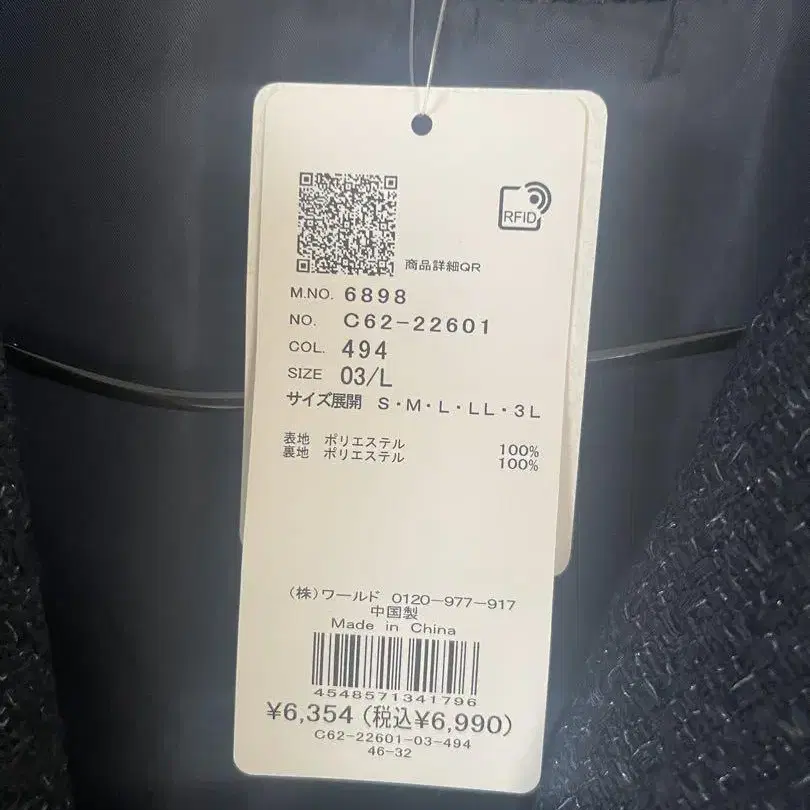 RFID
商品詳細QR
M.NO. 6898
NO. C62-22601
COL. 494
SIZE 03/L
サイズ展開 S・M・L・LL・3L
表地 ポリエステル 100%
裏地 ポリエステル 100%
(株)ワールド 0120-977-917
中国製
Made in China
4548571341796
¥6,354 (税込¥6,990)
C62-22601-03-494
46-32